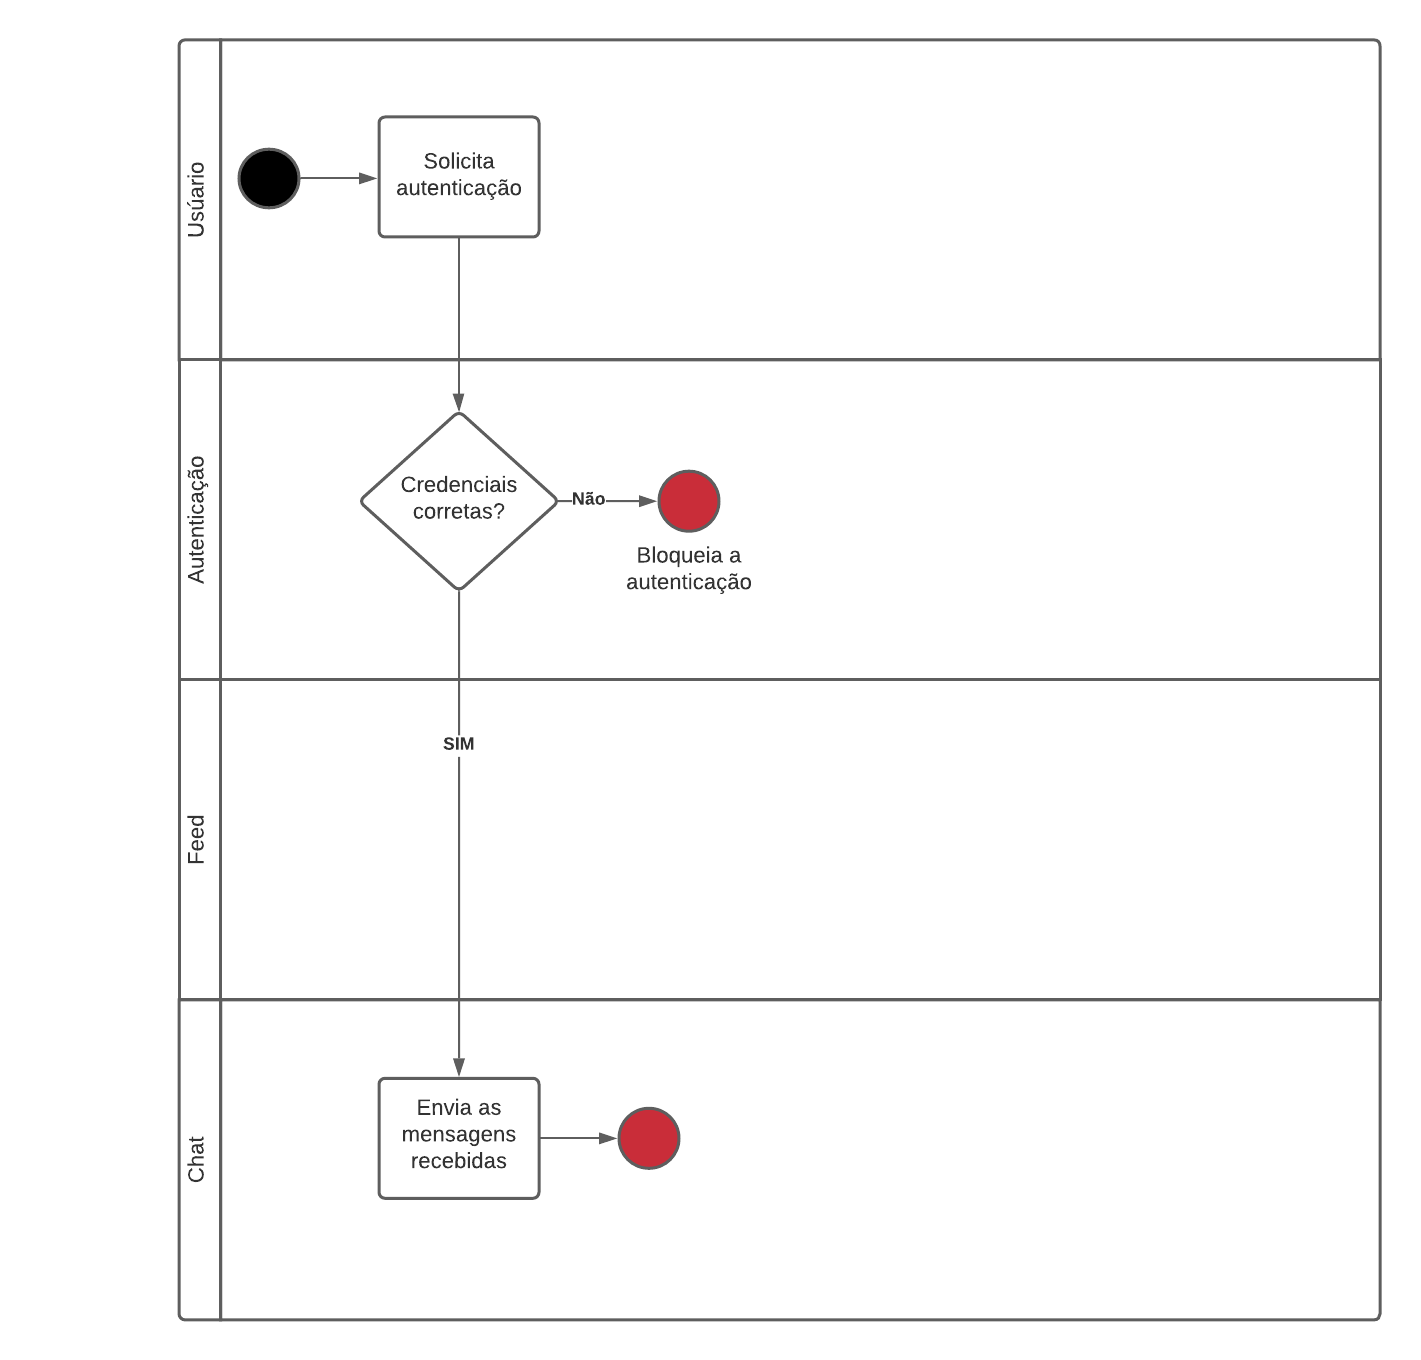 Usúario
Solicita
autenticação
Autenticação
Credenciais
corretas?
Não
Bloqueia a
autenticação
Feed
SIM
Chat
Envia as
mensagens
recebidas